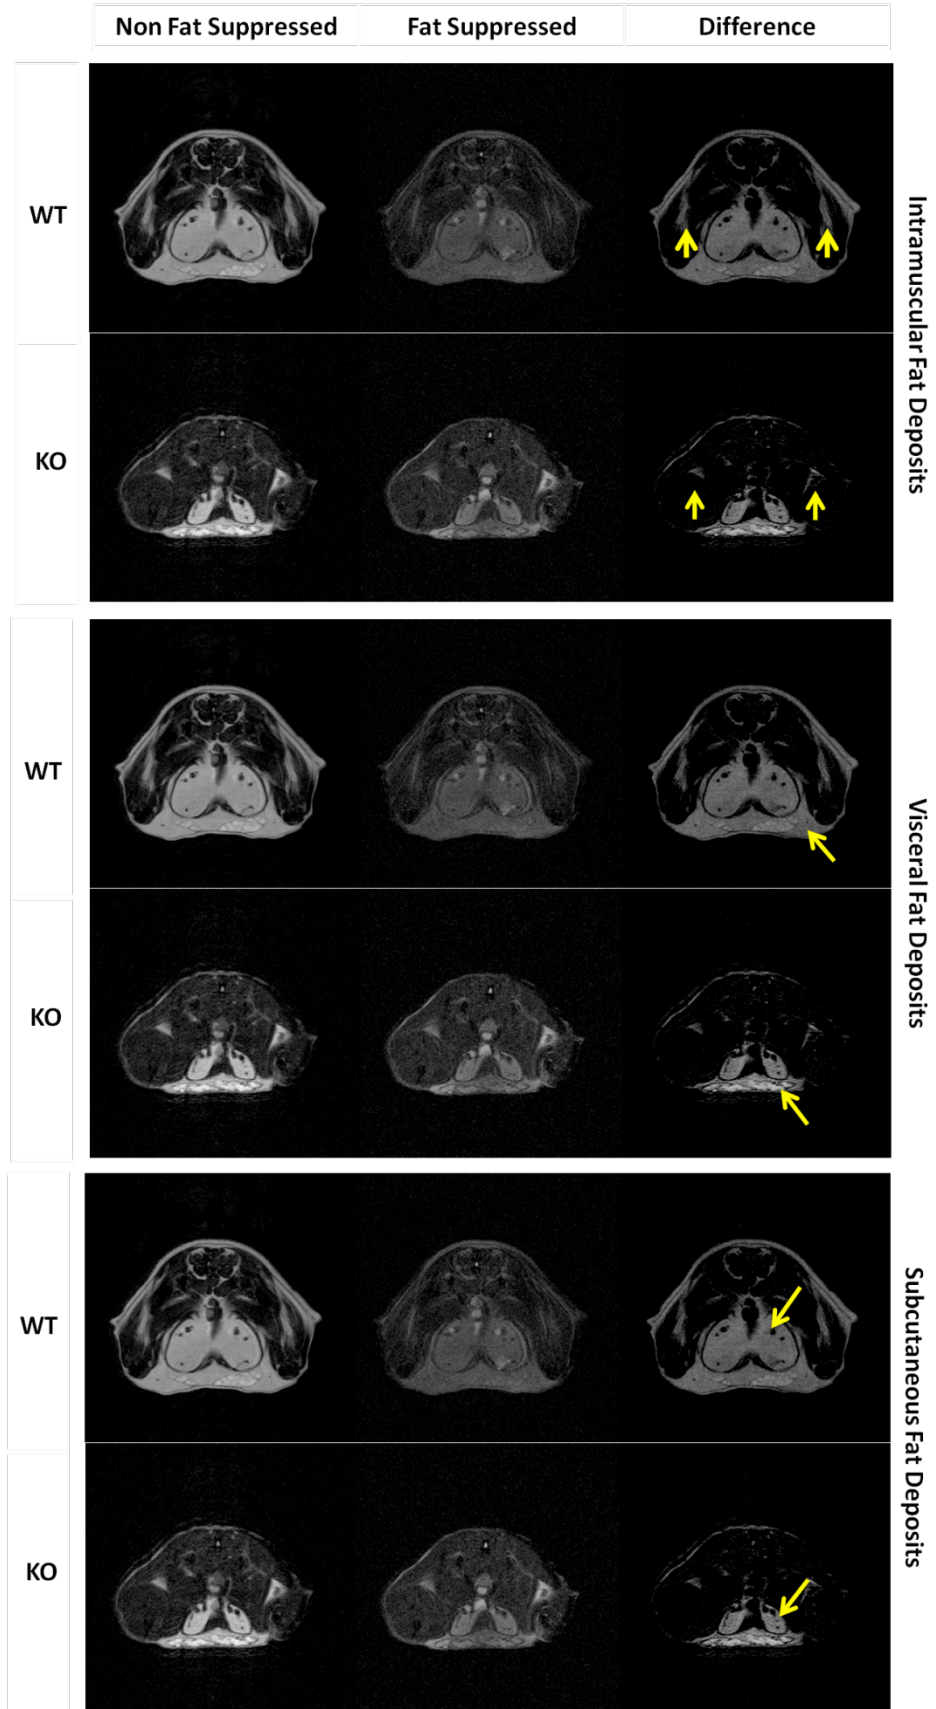 Non Fat Suppressed
Fat Suppressed
Difference
WT
KO
Intramuscular Fat Deposits
WT
KO
Visceral Fat Deposits
WT
KO
Subcutaneous Fat Deposits